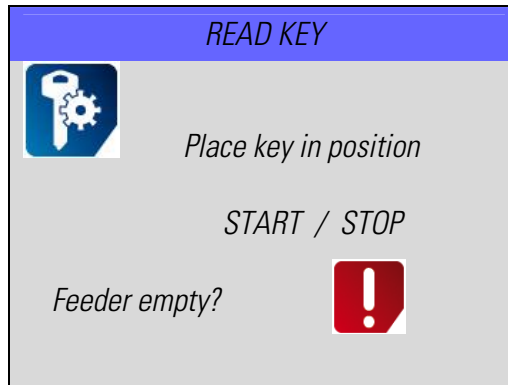 READ KEY
Place key in position
START / STOP
Feeder empty?